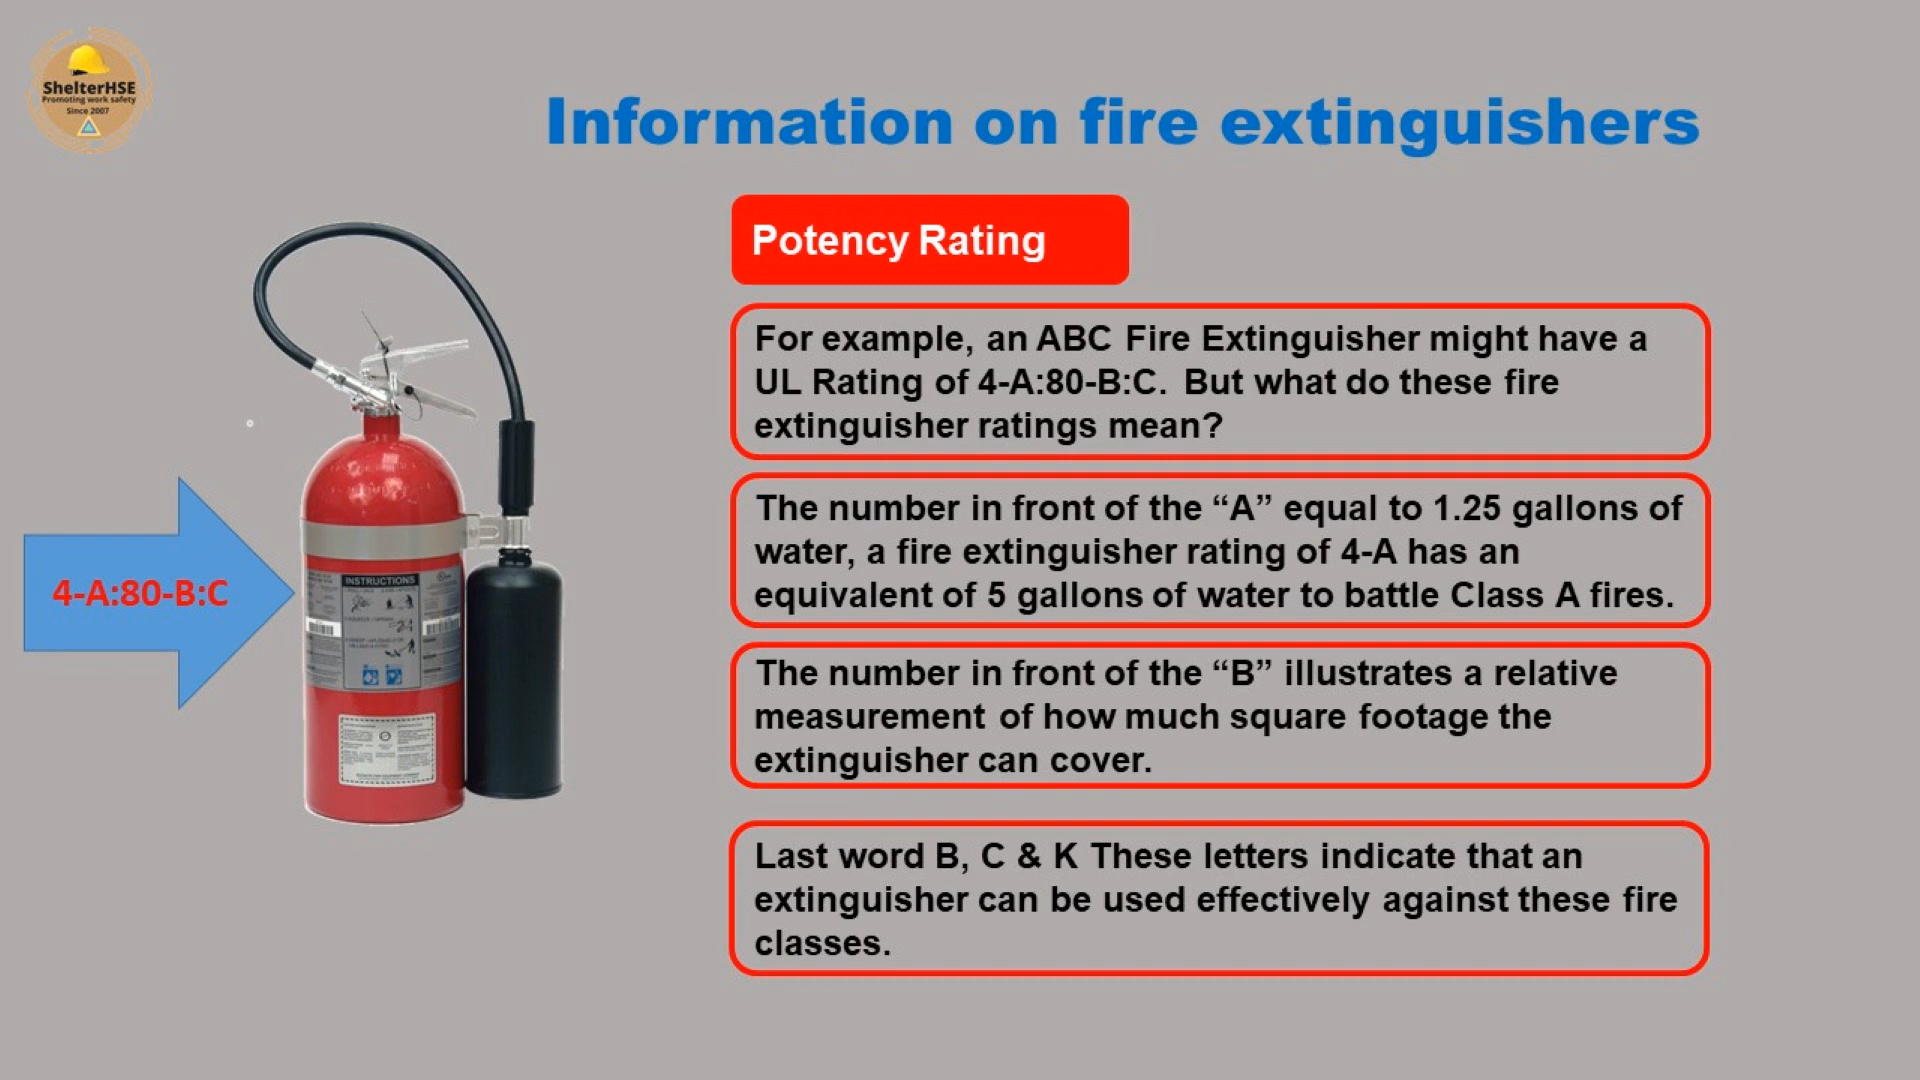 ShelterHSE
Promoting work safety
Since 2007
Information on fire extinguishers
Potency Rating
For example, an ABC Fire Extinguisher might have a
UL Rating of 4-A:80-B:C. But what do these fire
extinguisher ratings mean?
The number in front of the “A” equal to 1.25 gallons of
water, a fire extinguisher rating of 4-A has an
equivalent of 5 gallons of water to battle Class A fires.
The number in front of the “B” illustrates a relative
measurement of how much square footage the
extinguisher can cover.
Last word B, C & K These letters indicate that an
extinguisher can be used effectively against these fire
classes.
4-A:80-B:C
INSTRUCTIONS